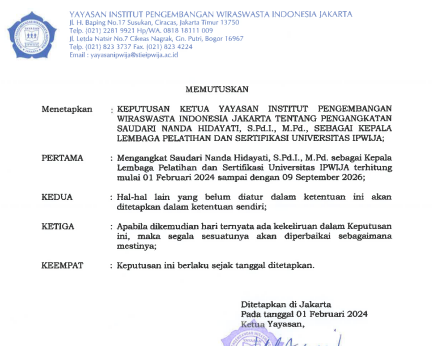 YAYASAN INSTITUT PENGEMBANGAN WIRASWASTA INDONESIA JAKARTA
Jl. H. Baping No.17 Susukan, Ciracas, Jakarta Timur 13750
Telp. (021) 2281 9921 Hp/WA. 0818 18111 009
Jl. Letda Natsir No.7 Cikeas Nagrak, Gn. Putri, Bogor 16967
Telp. (021) 823 3737 Fax. (021) 823 4224
Email : yayasanipwija@stieipwija.ac.id
MEMUTUSKAN
Menetapkan : KEPUTUSAN KETUA YAYASAN INSTITUT PENGEMBANGAN
WIRASWASTA INDONESIA JAKARTA TENTANG PENGANGKATAN
SAUDARI NANDA HIDAYATI, S.Pd.I., M.Pd., SEBAGAI KEPALA
LEMBAGA PELATIHAN DAN SERTIFIKASI UNIVERSITAS IPWIJA;
PERTAMA : Mengangkat Saudari Nanda Hidayati, S.Pd.I., M.Pd. sebagai Kepala
Lembaga Pelatihan dan Sertifikasi Universitas IPWIJA terhitung
mulai 01 Februari 2024 sampai dengan 09 September 2026;
KEDUA : Hal-hal lain yang belum diatur dalam ketentuan ini akan
ditetapkan dalam ketentuan sendiri;
KETIGA : Apabila dikemudian hari ternyata ada kekeliruan dalam Keputusan
ini, maka segala sesuatunya akan diperbaiki sebagaimana
mestinya;
KEEMPAT : Keputusan ini berlaku sejak tanggal ditetapkan.
Ditetapkan di Jakarta
Pada tanggal 01 Februari 2024
Ketua Yayasan,